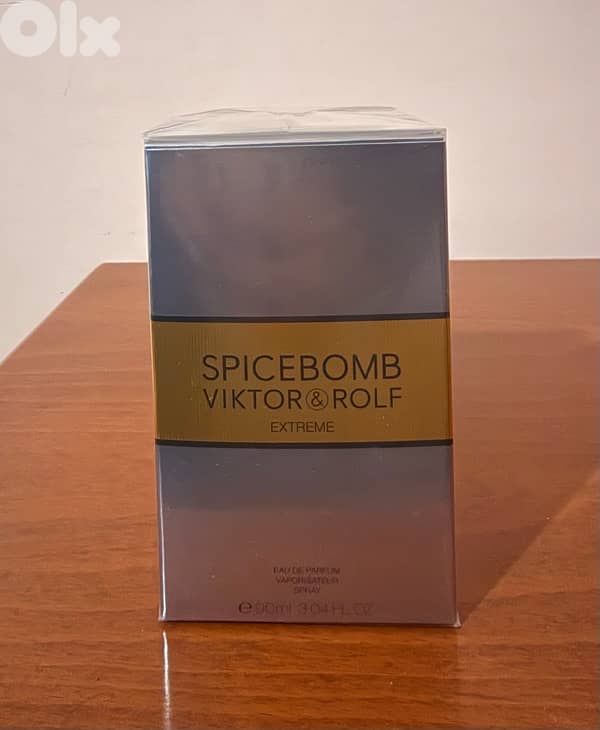 Olx
SPICEBOMB
VIKTOR&ROLF
EXTREME
EAU DE PARFUM
VAPORISATEUR
SPRAY
℮ 90ml 3.04 FL. OZ.